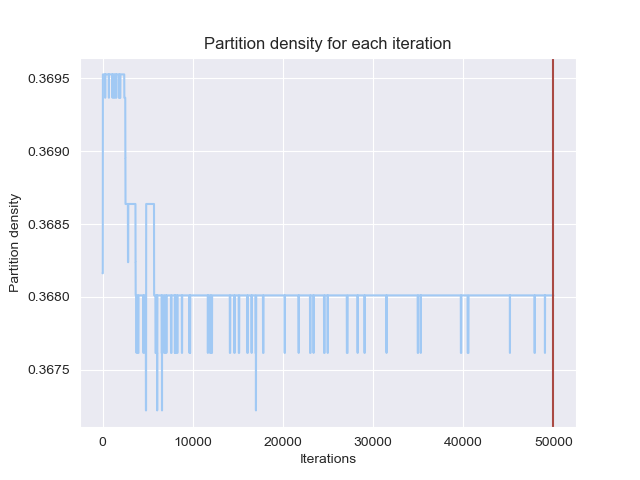 Partition density for each iteration
Partition density
0.3695
0.3690
0.3685
0.3680
0.3675
0 10000 20000 30000 40000 50000
Iterations